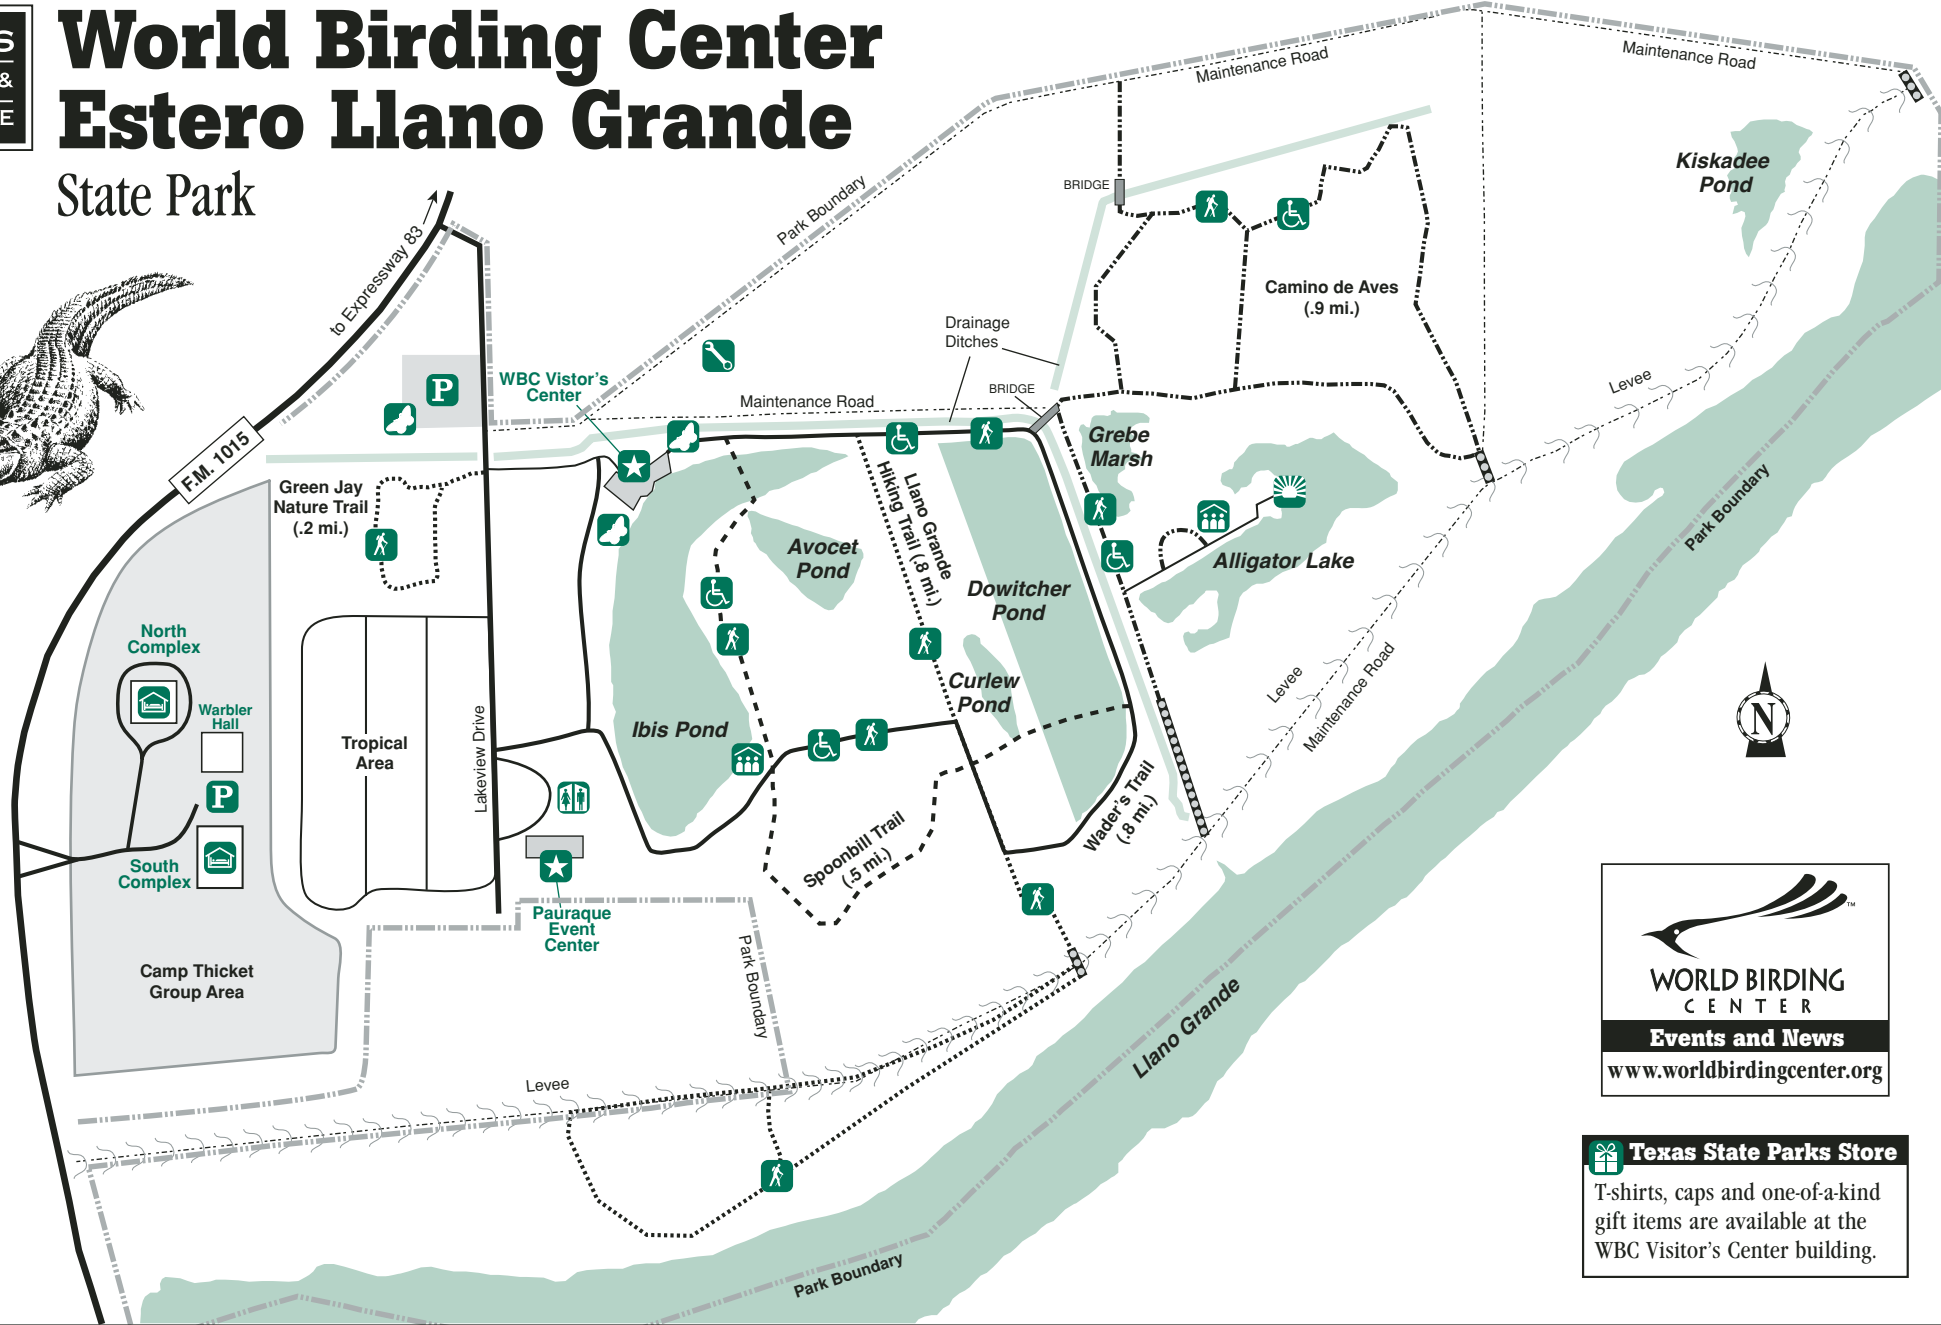 S
&
E
World Birding Center
Estero Llano Grande
State Park
Maintenance Road
Maintenance Road
Kiskadee
Pond
BRIDGE
Park Boundary
to Expressway 83
Camino de Aves
(.9 mi.)
Drainage
Ditches
WBC Vistor's
Center
P
BRIDGE
Maintenance Road
Levee
F.M. 1015
Grebe
Marsh
Green Jay
Nature Trail
(.2 mi.)
Llano Grande
Hiking Trail (.8 mi.)
Avocet
Pond
Alligator Lake
Park Boundary
Dowitcher
Pond
North
Complex
Curlew
Pond
Levee
Maintenance Road
Warbler
Hall
Ibis Pond
Tropical
Area
Lakeview Drive
N
P
Wader's Trail
(.8 mi.)
Spoonbill Trail
(.5 mi.)
South
Complex
Pauraque
Event
Center
Park Boundary
Camp Thicket
Group Area
Llano Grande
Levee
Park Boundary
TM
WORLD BIRDING
CENTER
Events and News
www.worldbirdingcenter.org
Texas State Parks Store
T-shirts, caps and one-of-a-kind
gift items are available at the
WBC Visitor's Center building.